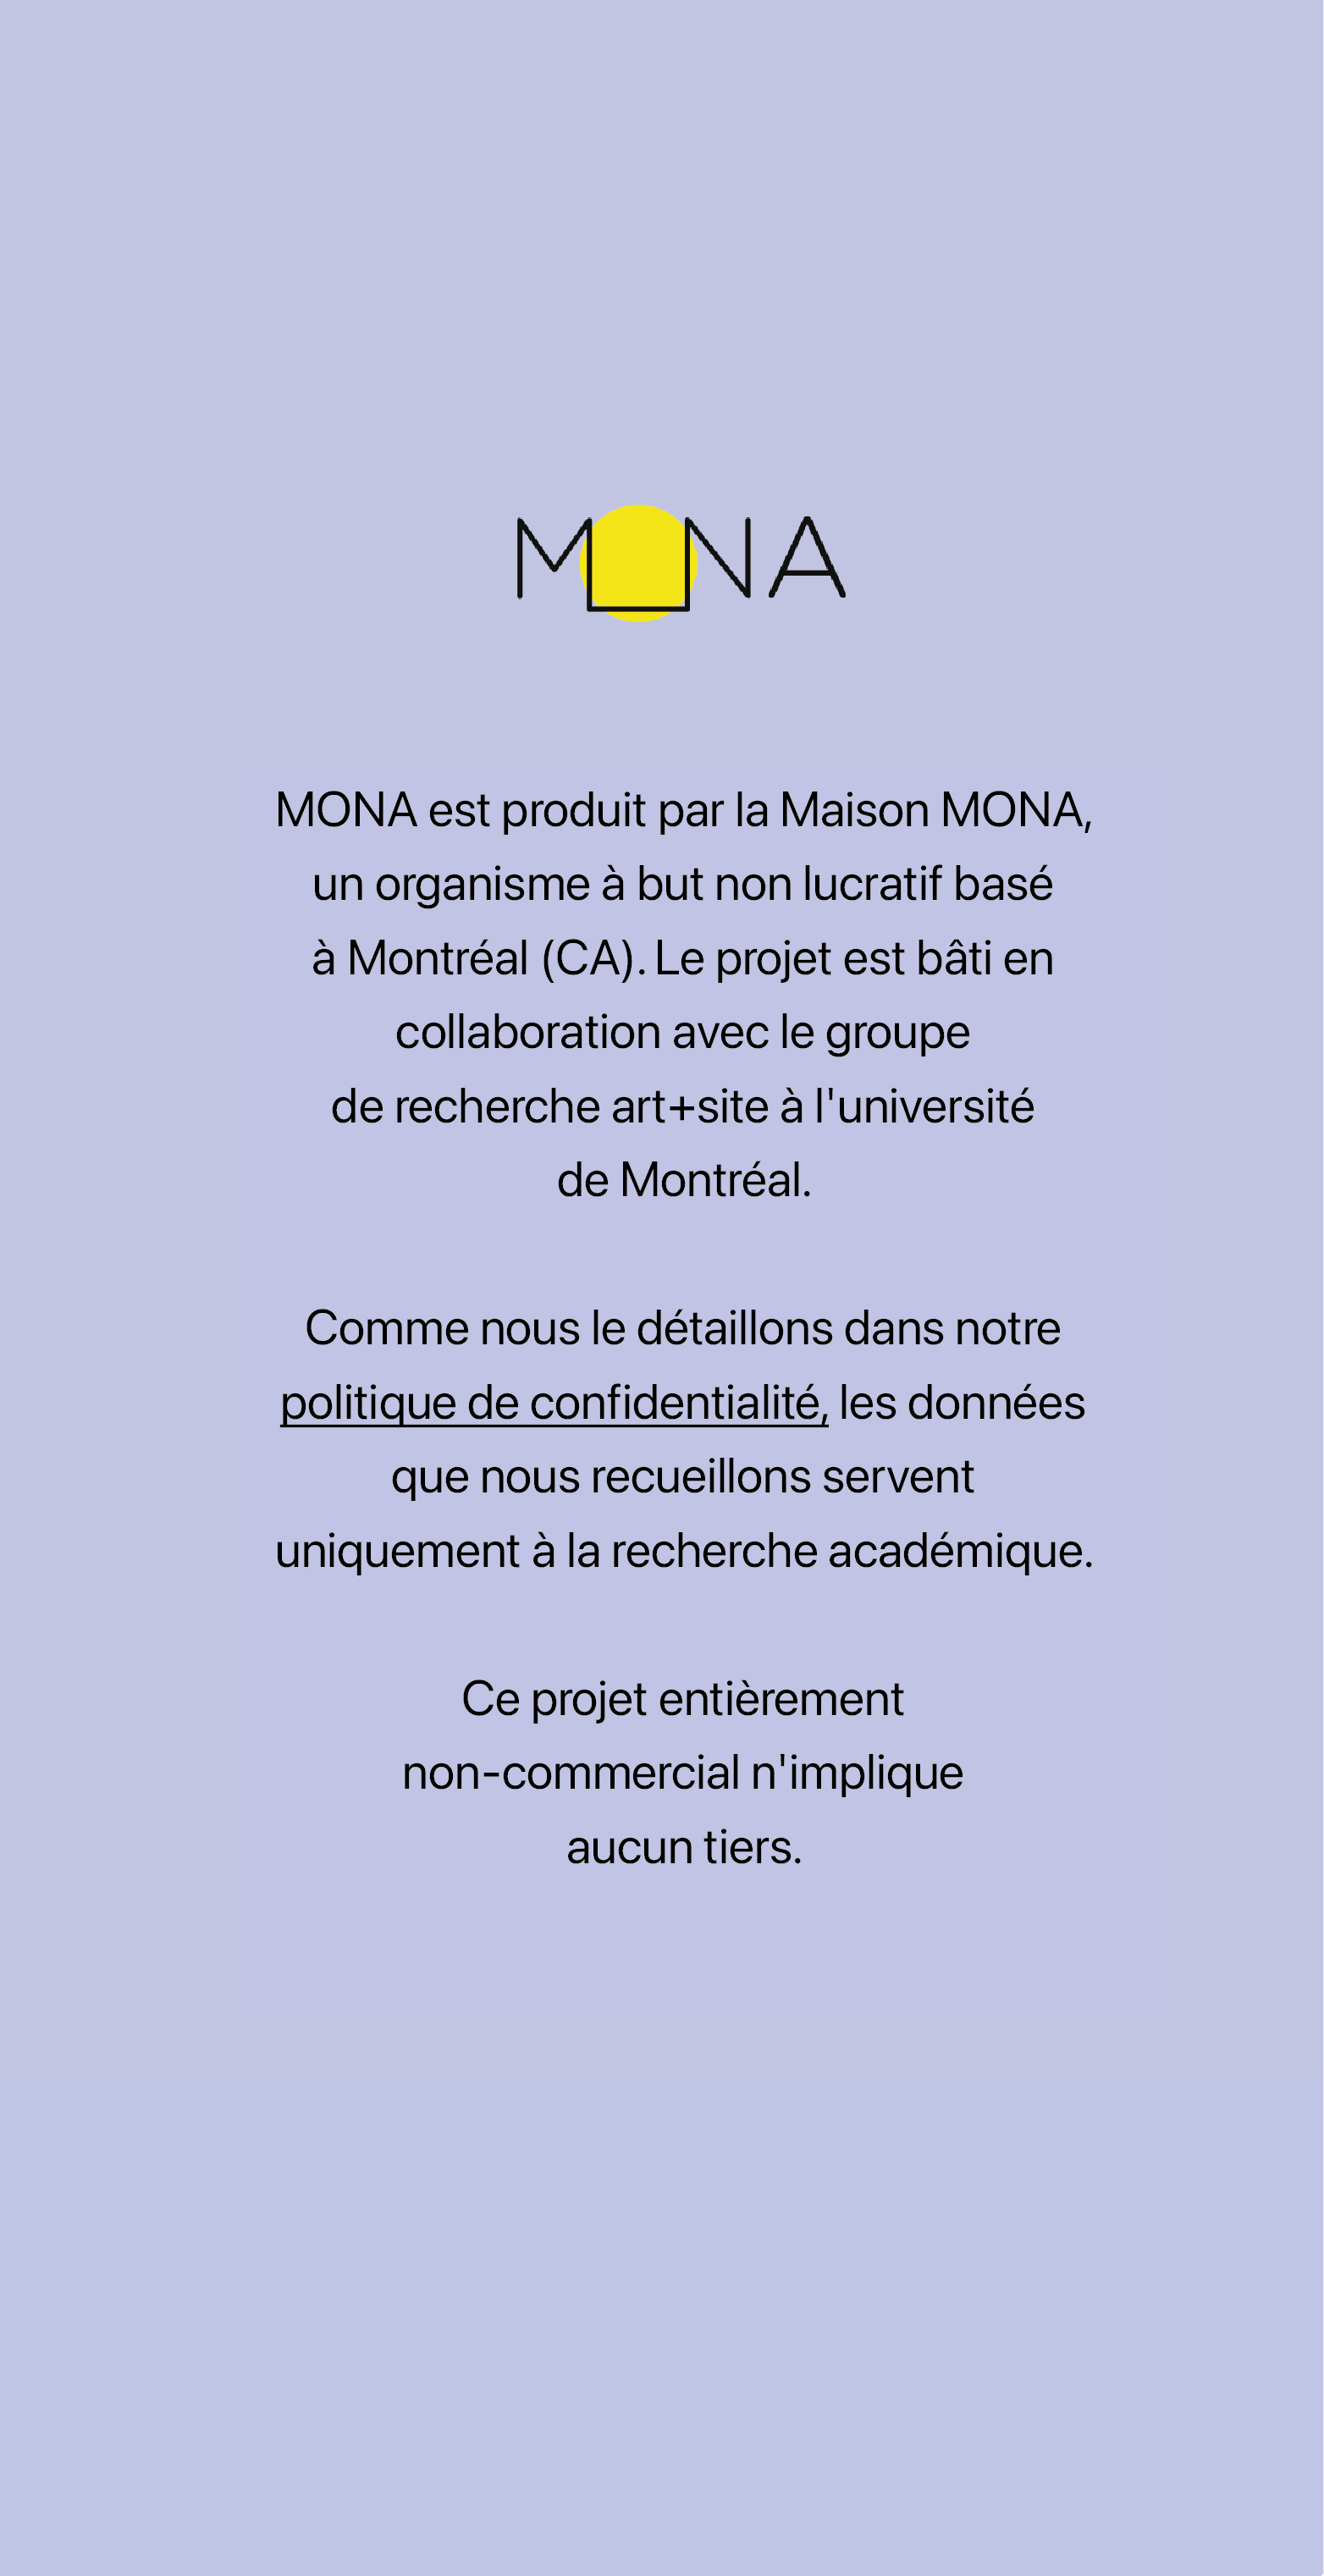 MONA
MONA est produit par la Maison MONA,
un organisme à but non lucratif basé
à Montréal (CA). Le projet est bâti en
collaboration avec le groupe
de recherche art+site à l'université
de Montréal.
Comme nous le détaillons dans notre
politique de confidentialité, les données
que nous recueillons servent
uniquement à la recherche académique.
Ce projet entièrement
non-commercial n'implique
aucun tiers.